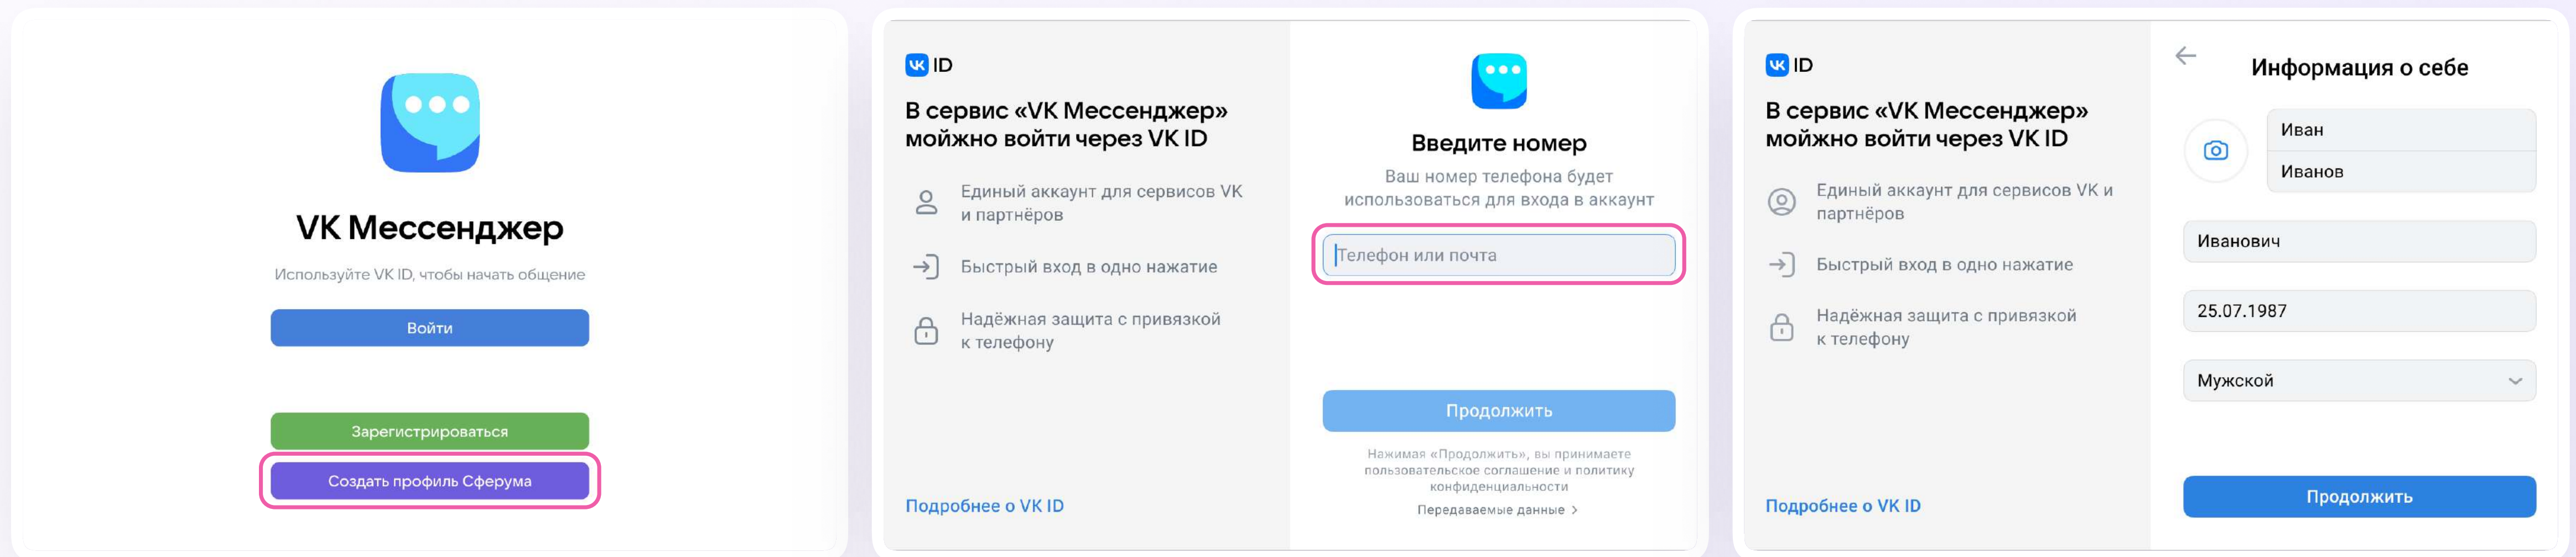 VK Мессенджер
Используйте VK ID, чтобы начать общение
Войти
Зарегистрироваться
Создать профиль Сферума
VK ID
В сервис «VK Мессенджер»
мойжно войти через VK ID
Единый аккаунт для сервисов VK
и партнёров
Быстрый вход в одно нажатие
Надёжная защита с привязкой
к телефону
Подробнее о VK ID
Введите номер
Ваш номер телефона будет
использоваться для входа в аккаунт
Телефон или почта
Продолжить
Нажимая «Продолжить», вы принимаете
пользовательское соглашение и политику
конфиденциальности
Передаваемые данные >
VK ID
В сервис «VK Мессенджер»
мойжно войти через VK ID
Единый аккаунт для сервисов VK и
партнёров
Быстрый вход в одно нажатие
Надёжная защита с привязкой
к телефону
Подробнее о VK ID
Информация о себе
Иван
Иванов
Иванович
25.07.1987
Мужской
Продолжить